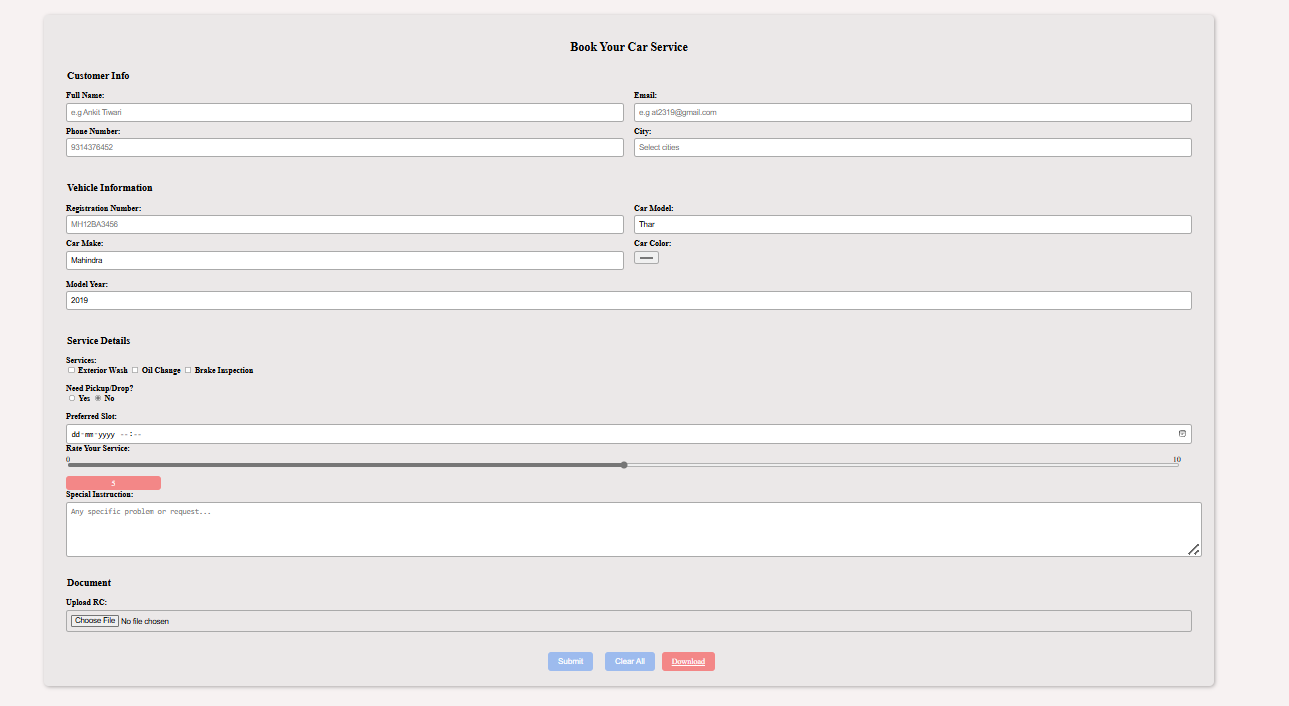 Book Your Car Service
Customer Info
Full Name: Email:
e.g Ankit Tiwari e.g at2319@gmail.com
Phone Number: City:
9314376452 Select cities
Vehicle Information
Registration Number: Car Model:
MH12BA3456 Thar
Car Make: Car Color:
Mahindra
Model Year:
2019
Service Details
Services:
Exterior Wash Oil Change Brake Inspection
Need Pickup/Drop?
Yes No
Preferred Slot:
dd-mm-yyyy --:--
Rate Your Service:
0 10
5
Special Instruction:
Any specific problem or request...
Document
Upload RC:
Choose File No file chosen
Submit Clear All Download